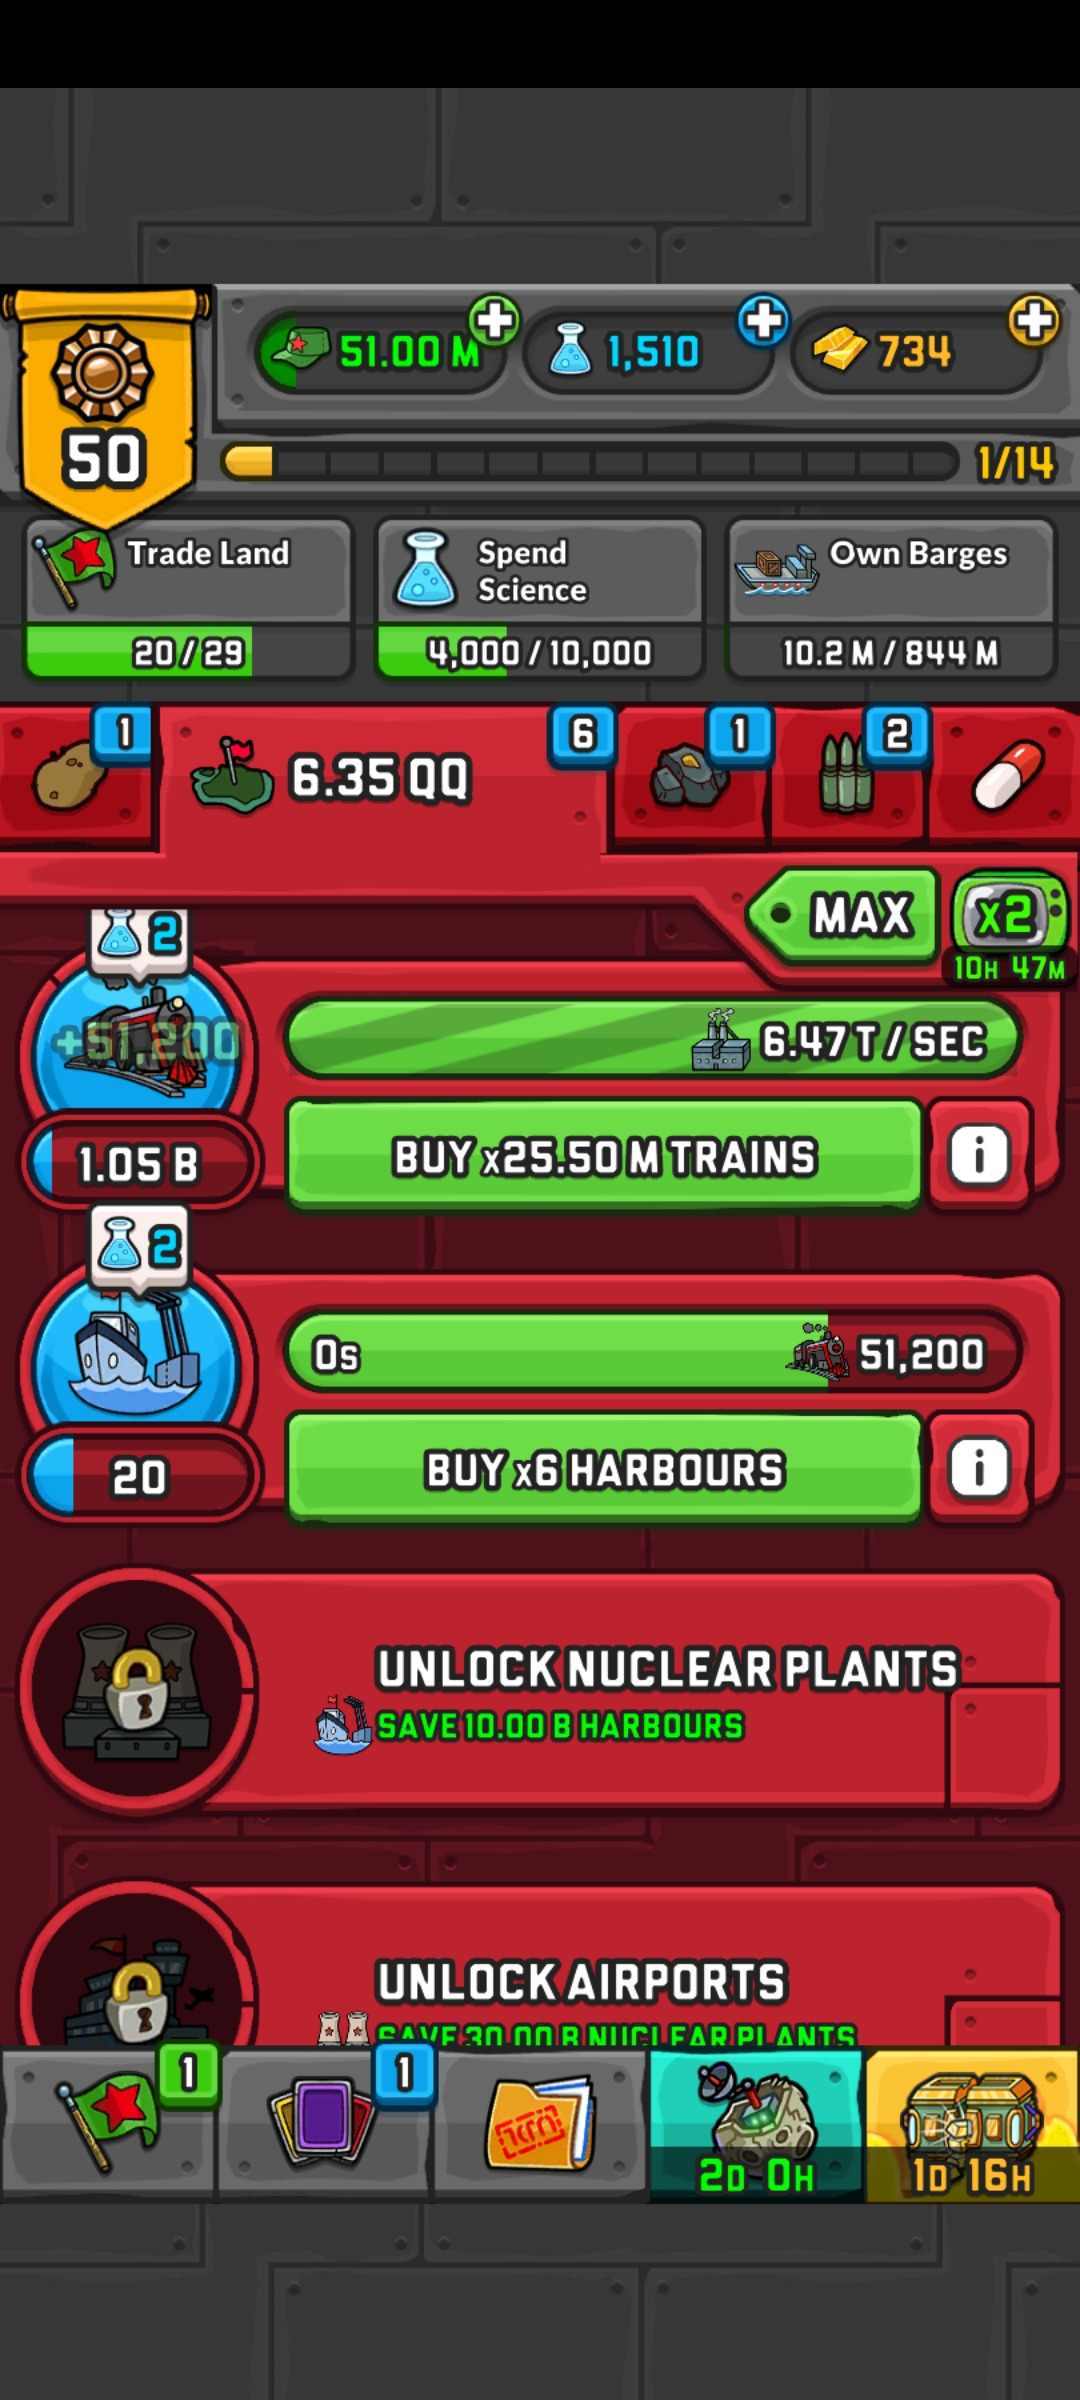 51.00 M
1,510
734
50
1/14
Trade Land
20/29
Spend
Science
4,000/10,000
Own Barges
10.2 M/844 M
1
6.35 QQ
6
1
2
MAX
x2
10H 47M
2
+51,200
6.47 T / SEC
1.05 B
BUY x25.50 M TRAINS
i
2
0s
51,200
20
BUY x6 HARBOURS
i
UNLOCK NUCLEAR PLANTS
SAVE 10.00 B HARBOURS
UNLOCK AIRPORTS
SAVE 30.00 B NUCLEAR PLANTS
1
1
2D 0H
1D 16H